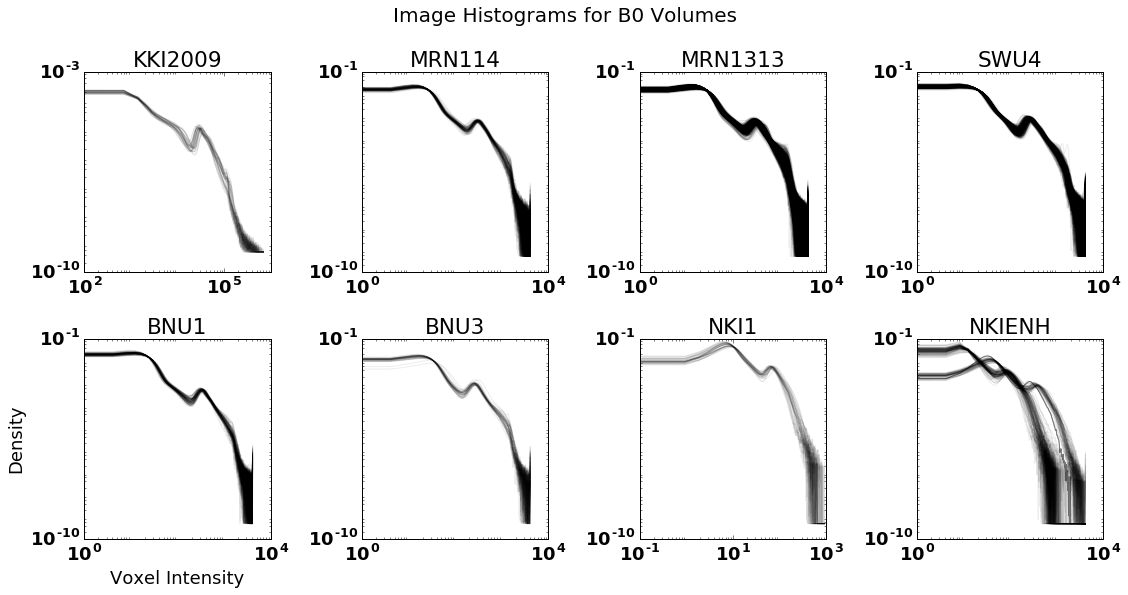 Image Histograms for B0 Volumes
KKI2009 MRN114 MRN1313 SWU4
10^-3 10^-1 10^-1 10^-1
10^-10 10^-10 10^-10 10^-10
10^2 10^5 10^0 10^4 10^0 10^4 10^0 10^4
BNU1 BNU3 NKI1 NKIENH
10^-1 10^-1 10^-1 10^-1
Density
10^-10 10^-10 10^-10 10^-10
10^0 10^4 10^0 10^4 10^-1 10^1 10^3 10^0 10^4
Voxel Intensity